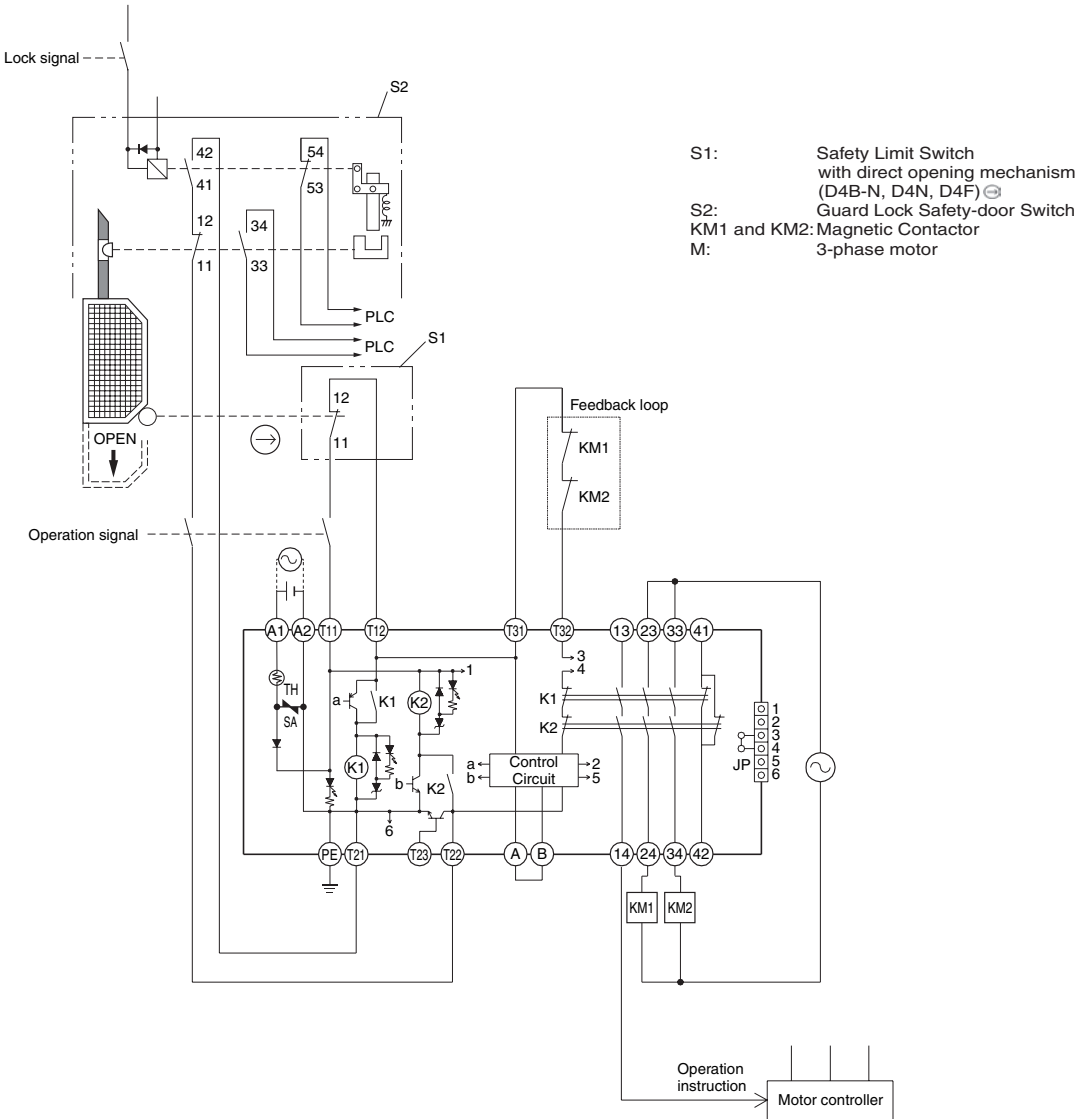 Lock signal
S2
42
54
41
53
12
34
11
33
PLC
PLC
S1
12
11
OPEN
Operation signal
Feedback loop
KM1
KM2
S1: Safety Limit Switch
with direct opening mechanism
(D4B-N, D4N, D4F)
S2: Guard Lock Safety-door Switch
KM1 and KM2: Magnetic Contactor
M: 3-phase motor
A1 A2 T11 T12 T31 T32 13 23 33 41
3
1 4
TH a K1 K2 K1
SA K2
K1 b K2
a Control 2
b Circuit 5
6
1
2
3
4
JP 5
6
PE T21 T23 T22 A B 14 24 34 42
KM1 KM2
Operation
instruction
Motor controller